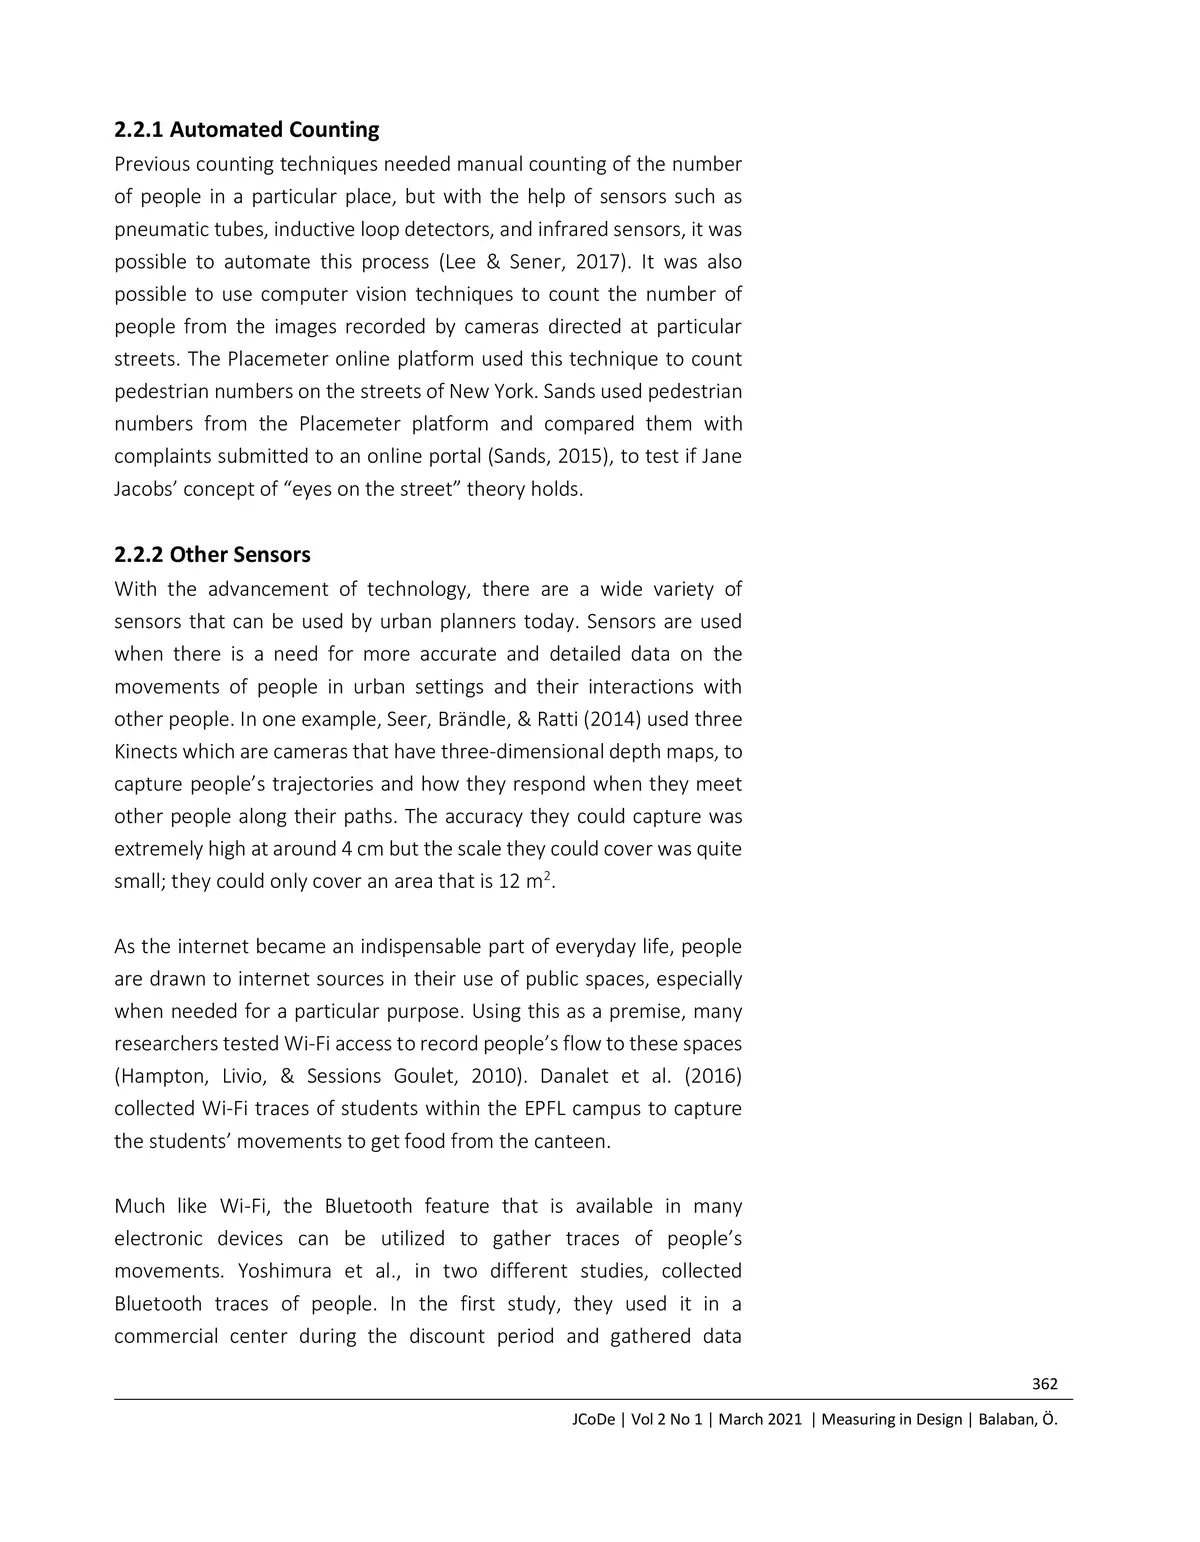 2.2.1 Automated Counting
Previous counting techniques needed manual counting of the number
of people in a particular place, but with the help of sensors such as
pneumatic tubes, inductive loop detectors, and infrared sensors, it was
possible to automate this process (Lee & Sener, 2017). It was also
possible to use computer vision techniques to count the number of
people from the images recorded by cameras directed at particular
streets. The Placemeter online platform used this technique to count
pedestrian numbers on the streets of New York. Sands used pedestrian
numbers from the Placemeter platform and compared them with
complaints submitted to an online portal (Sands, 2015), to test if Jane
Jacobs’ concept of “eyes on the street” theory holds.
2.2.2 Other Sensors
With the advancement of technology, there are a wide variety of
sensors that can be used by urban planners today. Sensors are used
when there is a need for more accurate and detailed data on the
movements of people in urban settings and their interactions with
other people. In one example, Seer, Brändle, & Ratti (2014) used three
Kinects which are cameras that have three-dimensional depth maps, to
capture people’s trajectories and how they respond when they meet
other people along their paths. The accuracy they could capture was
extremely high at around 4 cm but the scale they could cover was quite
small; they could only cover an area that is 12 m².
As the internet became an indispensable part of everyday life, people
are drawn to internet sources in their use of public spaces, especially
when needed for a particular purpose. Using this as a premise, many
researchers tested Wi-Fi access to record people’s flow to these spaces
(Hampton, Livio, & Sessions Goulet, 2010). Danalet et al. (2016)
collected Wi-Fi traces of students within the EPFL campus to capture
the students’ movements to get food from the canteen.
Much like Wi-Fi, the Bluetooth feature that is available in many
electronic devices can be utilized to gather traces of people’s
movements. Yoshimura et al., in two different studies, collected
Bluetooth traces of people. In the first study, they used it in a
commercial center during the discount period and gathered data
362
JCoDe | Vol 2 No 1 | March 2021 | Measuring in Design | Balaban, Ö.